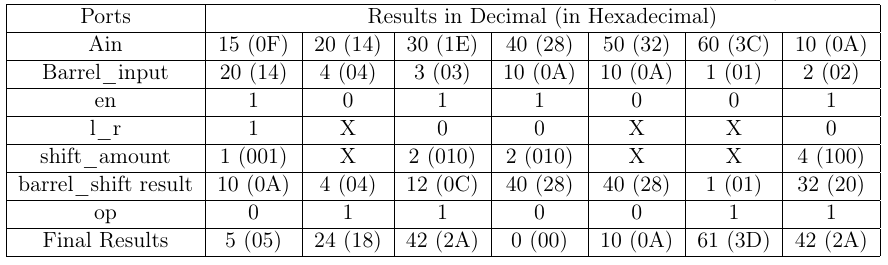 Ports Results in Decimal (in Hexadecimal)
Ain 15 (0F) 20 (14) 30 (1E) 40 (28) 50 (32) 60 (3C) 10 (0A)
Barrel_input 20 (14) 4 (04) 3 (03) 10 (0A) 10 (0A) 1 (01) 2 (02)
en 1 0 1 1 0 0 1
l_r 1 X 0 0 X X 0
shift_amount 1 (001) X 2 (010) 2 (010) X X 4 (100)
barrel_shift result 10 (0A) 4 (04) 12 (0C) 40 (28) 40 (28) 1 (01) 32 (20)
op 0 1 1 0 0 1 1
Final Results 5 (05) 24 (18) 42 (2A) 0 (00) 10 (0A) 61 (3D) 42 (2A)